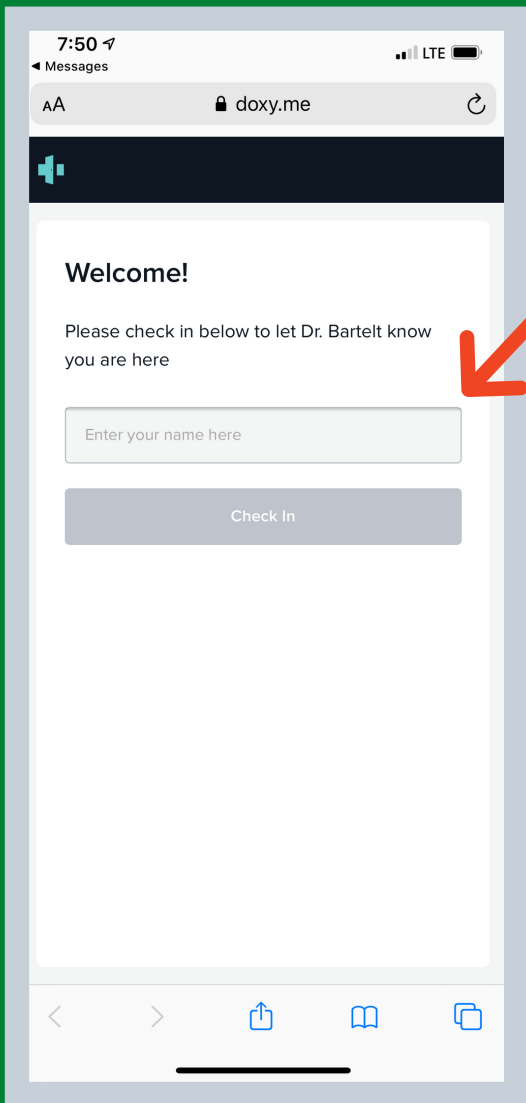 7:50
LTE
◀ Messages
AA
doxy.me
Welcome!
Please check in below to let Dr. Bartelt know
you are here
Enter your name here
Check In